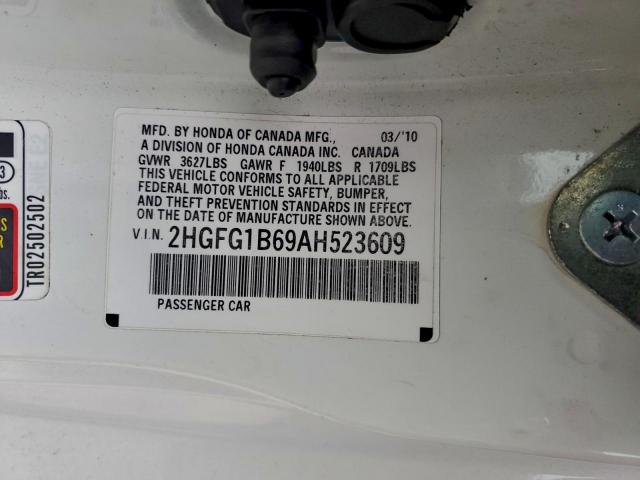 MFD. BY HONDA OF CANADA MFG., 03/'10
A DIVISION OF HONDA CANADA INC. CANADA
GVWR 3627LBS GAWR F 1940LBS R 1709LBS
THIS VEHICLE CONFORMS TO ALL APPLICABLE
FEDERAL MOTOR VEHICLE SAFETY, BUMPER,
AND THEFT PREVENTION STANDARDS IN EFFECT
ON THE DATE OF MANUFACTURE SHOWN ABOVE.
V.I.N. 2HGFG1B69AH523609
PASSENGER CAR
TR02502502
3
bs.
S
R